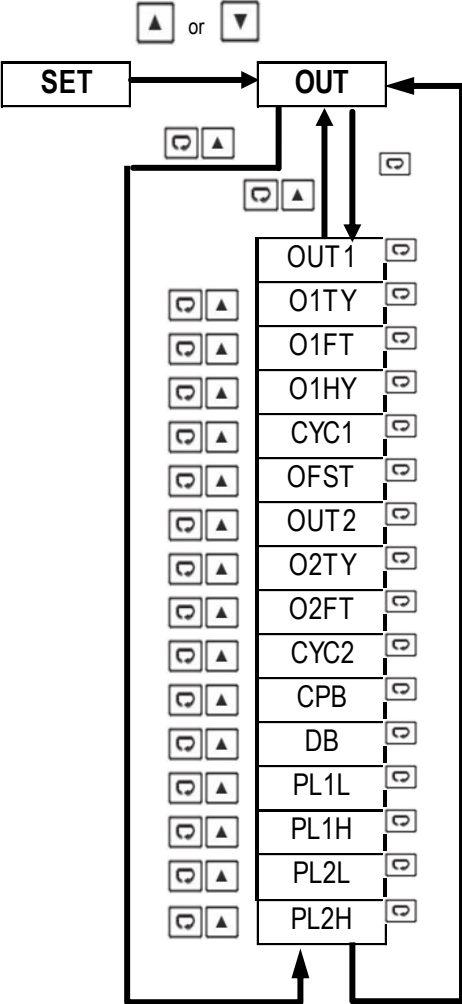 or
SET
OUT
OUT1
O1TY
O1FT
O1HY
CYC1
OFST
OUT2
O2TY
O2FT
CYC2
CPB
DB
PL1L
PL1H
PL2L
PL2H